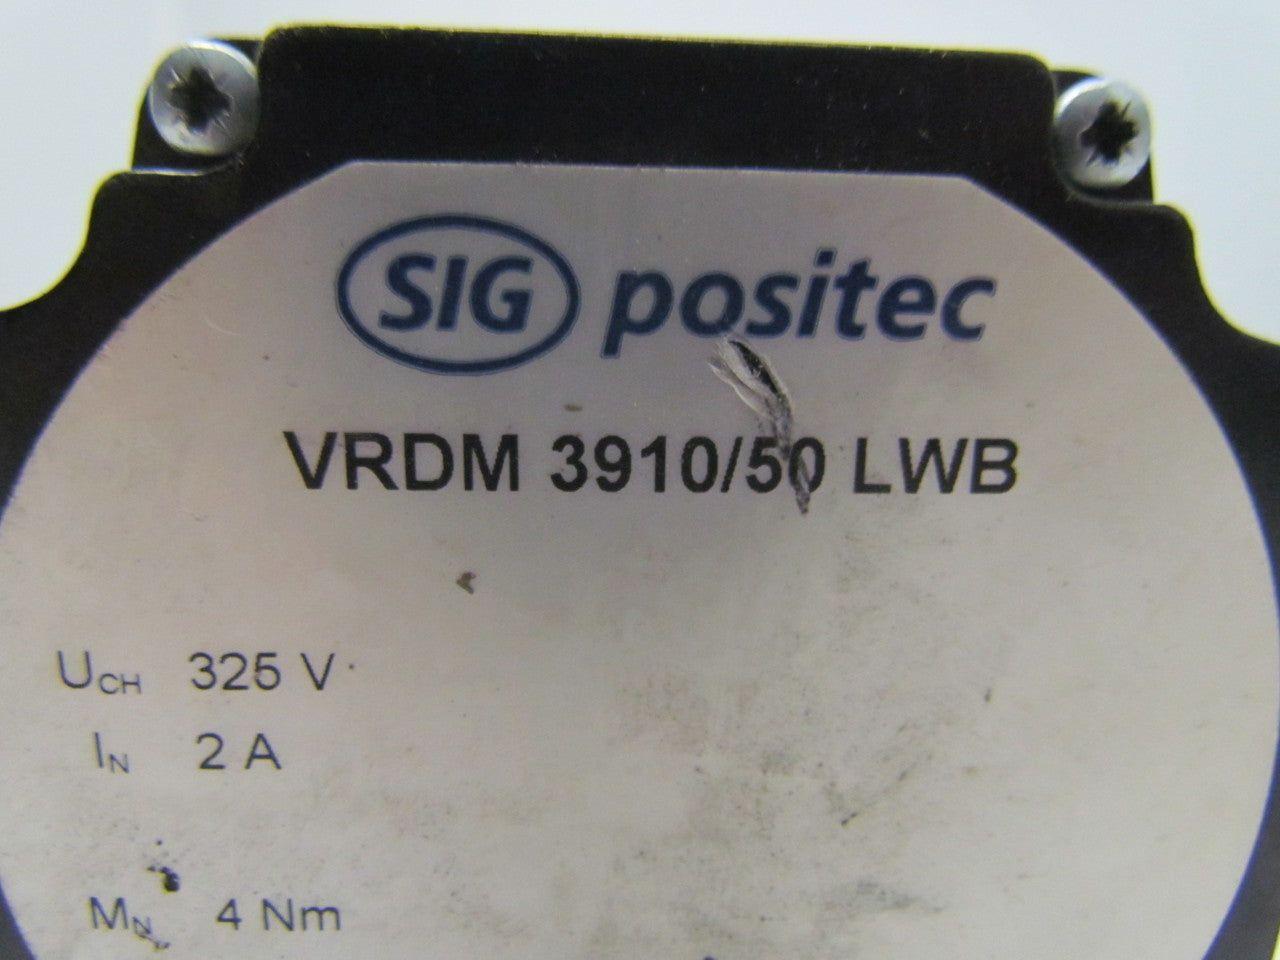 SIG positec
VRDM 3910/50 LWB
UCH 325 V
IN 2 A
MN 4 Nm